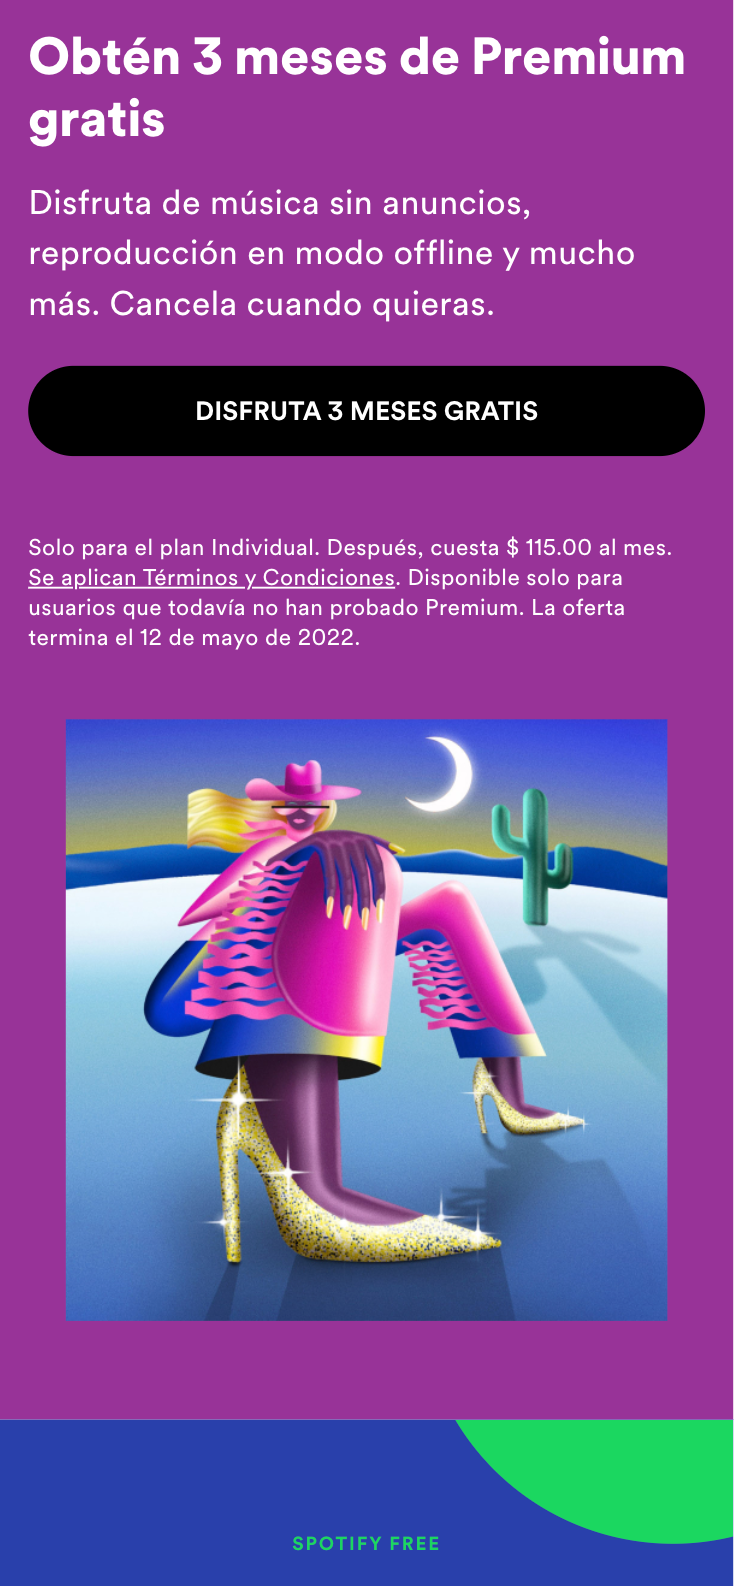 Obtén 3 meses de Premium
gratis
Disfruta de música sin anuncios,
reproducción en modo offline y mucho
más. Cancela cuando quieras.
DISFRUTA 3 MESES GRATIS
Solo para el plan Individual. Después, cuesta $ 115.00 al mes.
Se aplican Términos y Condiciones. Disponible solo para
usuarios que todavía no han probado Premium. La oferta
termina el 12 de mayo de 2022.
SPOTIFY FREE